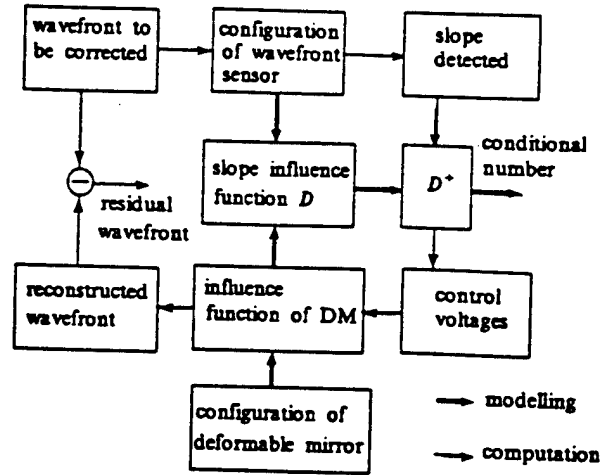 wavefront to
be corrected
configuration
of wavefront
sensor
slope
detected
slope influence
function D
D⁺
conditional
number
residual
wavefront
reconstructed
wavefront
influence
function of DM
control
voltages
configuration of
deformable mirror
modelling
computation